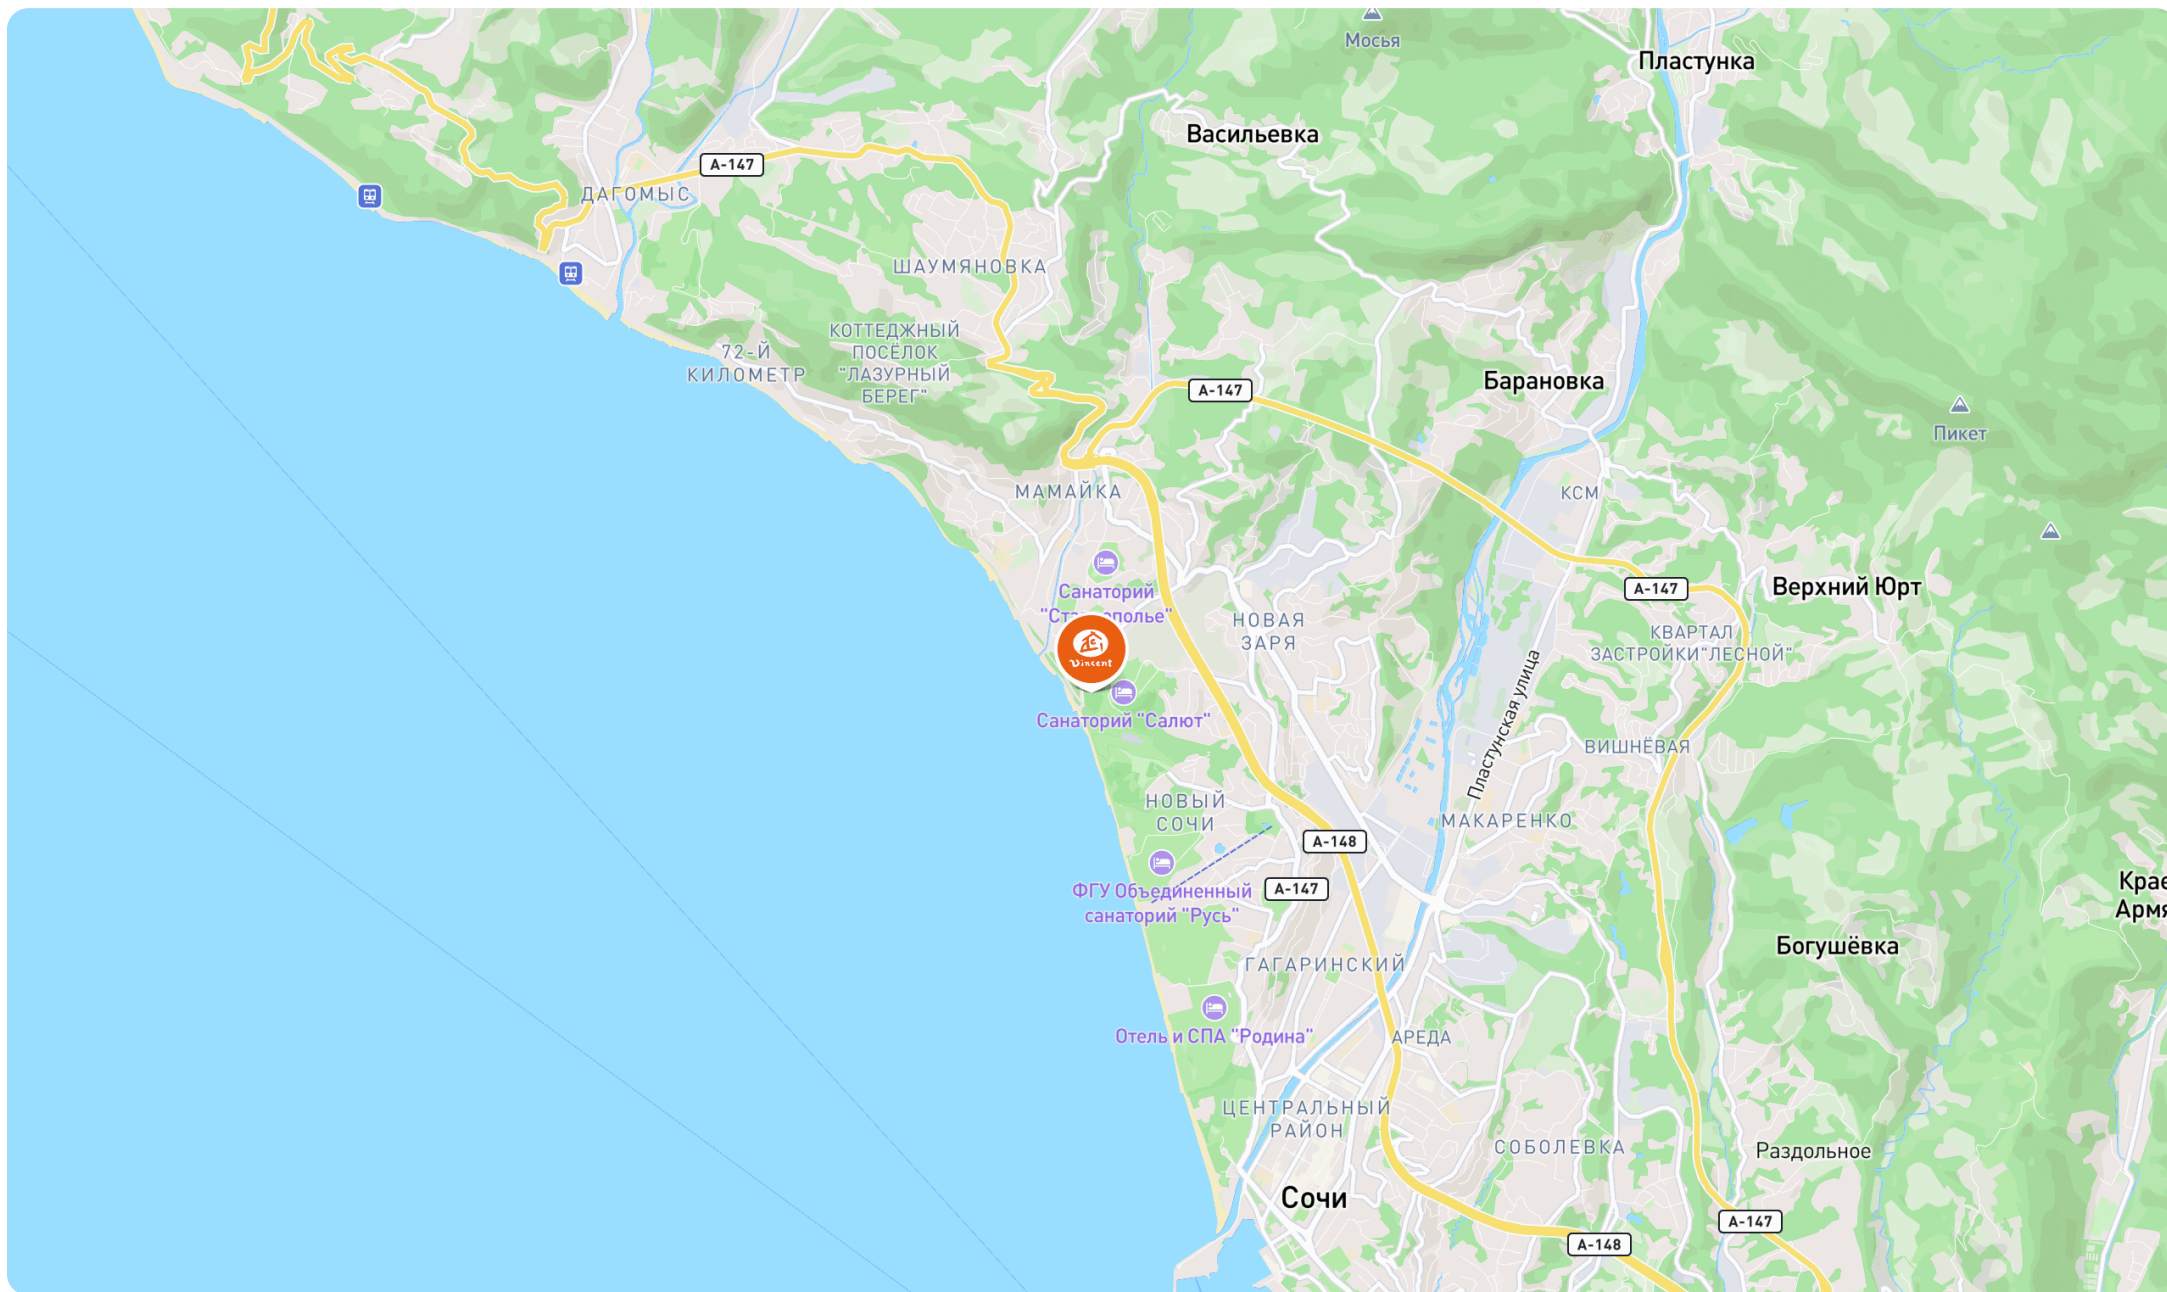 Мосья
Пластунка
Васильевка
А-147
ДАГОМЫС
ШАУМЯНОВКА
КОТТЕДЖНЫЙ
ПОСЁЛОК
"ЛАЗУРНЫЙ
БЕРЕГ"
72-Й
КИЛОМЕТР
А-147
Барановка
Пикет
МАМАЙКА
КСМ
Санаторий
А-147
Верхний Юрт
НОВАЯ
ЗАРЯ
КВАРТАЛ
ЗАСТРОЙКИ"ЛЕСНОЙ"
Vincent
Санаторий "Салют"
Пластунская улица
ВИШНЁВАЯ
НОВЫЙ
СОЧИ
МАКАРЕНКО
А-148
А-147
ФГУ Объединенный
санаторий "Русь"
Крае
Армя
Богушёвка
ГАГАРИНСКИЙ
Отель и СПА "Родина"
АРЕДА
ЦЕНТРАЛЬНЫЙ
РАЙОН
СОБОЛЕВКА
Раздольное
Сочи
А-147
А-148